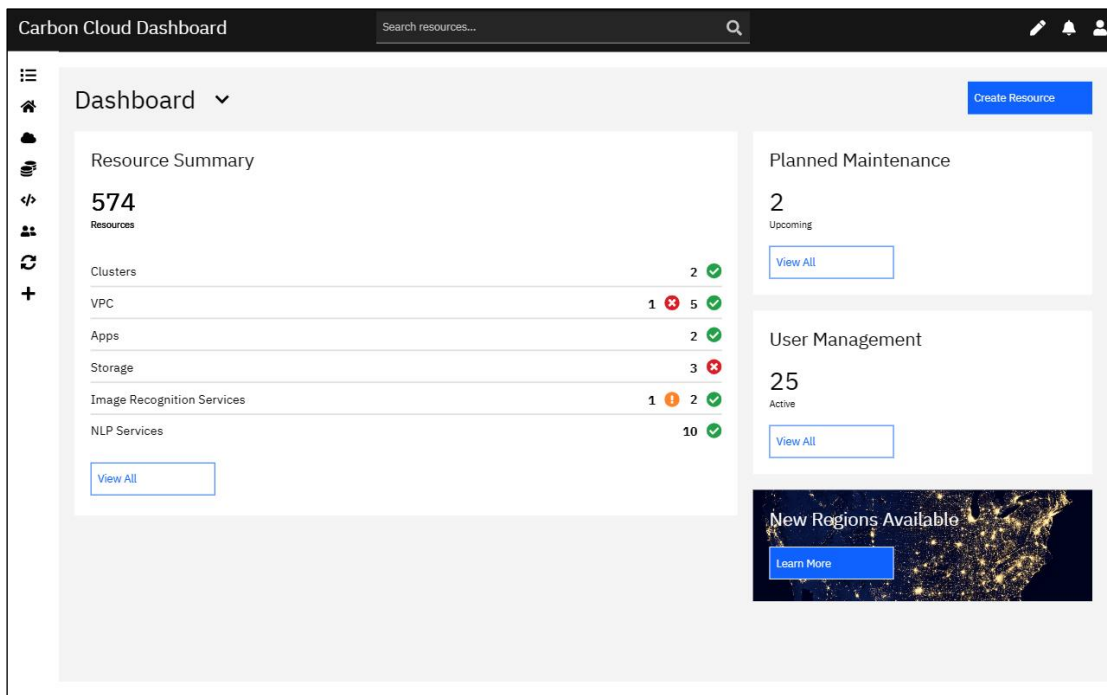 Carbon Cloud Dashboard
Search resources...
Dashboard
Create Resource
Resource Summary
574
Resources
Clusters 2
VPC 1 5
Apps 2
Storage 3
Image Recognition Services 1 2
NLP Services 10
View All
Planned Maintenance
2
Upcoming
View All
User Management
25
Active
View All
New Regions Available
Learn More